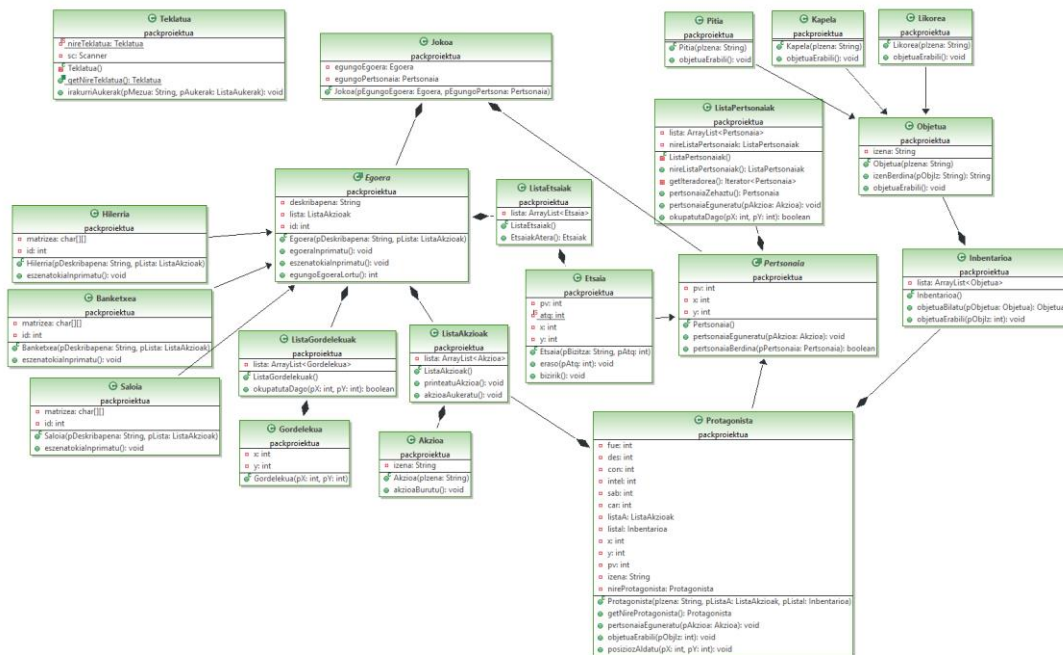 Teklatua
packproiektua
nireTeklatua: Teklatua
sc: Scanner
Teklatua()
getNireTeklatua(): Teklatua
irakurriAukerak(pMezua: String, pAukerak: ListaAukerak): void
Jokoa
packproiektua
egungoEgoera: Egoera
egungoPertsonaia: Pertsonaia
Jokoa(pEgungoEgoera: Egoera, pEgungoPertsona: Pertsonaia)
Pitia
packproiektua
Pitia(pIzena: String)
objetuaErabili(): void
Kapela
packproiektua
Kapela(pIzena: String)
objetuaErabili(): void
Likorea
packproiektua
Likorea(pIzena: String)
objetuaErabili(): void
ListaPertsonaiak
packproiektua
lista: ArrayList<Pertsonaia>
nireListaPertsonaiak: ListaPertsonaiak
ListaPertsonaiak()
nireListaPertsonaiak(): ListaPertsonaiak
getIteradorea(): Iterator<Pertsonaia>
pertsonaiaZehaztu(): Pertsonaia
pertsonaiaEguneratu(pAkzioa: Akzioa): void
okupatutaDago(pX: int, pY: int): boolean
Objetua
packproiektua
izena: String
Objetua(pIzena: String)
izenBerdina(pObjIz: String): String
objetuaErabili(): void
Egoera
packproiektua
deskribapena: String
lista: ListaAkzioak
id: int
Egoera(pDeskribapena: String, pLista: ListaAkzioak)
egoeraInprimatu(): void
eszenatokiaInprimatu(): void
egungoEgoeraLortu(): int
ListaEtsaiak
packproiektua
lista: ArrayList<Etsaia>
ListaEtsaiak()
EtsaiakAtera(): Etsaiak
Hilerria
packproiektua
matrizea: char[][]
id: int
Hilerria(pDeskribapena: String, pLista: ListaAkzioak)
eszenatokiaInprimatu(): void
Banketxea
packproiektua
matrizea: char[][]
id: int
Banketxea(pDeskribapena: String, pLista: ListaAkzioak)
eszenatokiaInprimatu(): void
Saloia
packproiektua
matrizea: char[][]
id: int
Saloia(pDeskribapena: String, pLista: ListaAkzioak)
eszenatokiaInprimatu(): void
Etsaia
packproiektua
pv: int
atq: int
x: int
y: int
Etsaia(pBizitza: String, pAtq: int)
eraso(pAtq: int): void
bizirik(): void
Pertsonaia
packproiektua
pv: int
x: int
y: int
Pertsonaia()
pertsonaiaEguneratu(pAkzioa: Akzioa): void
pertsonaiaBerdina(pPertsonaia: Pertsonaia): boolean
Inbentarioa
packproiektua
lista: ArrayList<Objetua>
Inbentarioa()
objetuaBilatu(pObjetua: Objetua): Objetua
objetuaErabili(pObjIz: int): void
ListaGordelekuak
packproiektua
lista: ArrayList<Gordelekua>
ListaGordelekuak()
okupatutaDago(pX: int, pY: int): boolean
ListaAkzioak
packproiektua
lista: ArrayList<Akzioa>
ListaAkzioak()
printeatuAkzioa(): void
akzioaAukeratu(): void
Gordelekua
packproiektua
x: int
y: int
Gordelekua(pX: int, pY: int)
Akzioa
packproiektua
izena: String
Akzioa(pIzena: String)
akzioaBurutu(): void
Protagonista
packproiektua
fue: int
des: int
con: int
intel: int
sab: int
car: int
listaA: ListaAkzioak
listaI: Inbentarioa
x: int
y: int
pv: int
izena: String
nireProtagonista: Protagonista
Protagonista(pIzena: String, pListaA: ListaAkzioak, pListaI: Inbentarioa)
getNireProtagonista(): Protagonista
pertsonaiaEguneratu(pAkzioa: Akzioa): void
objetuaErabili(pObjIz: int): void
posiziozAldatu(pX: int, pY: int): void